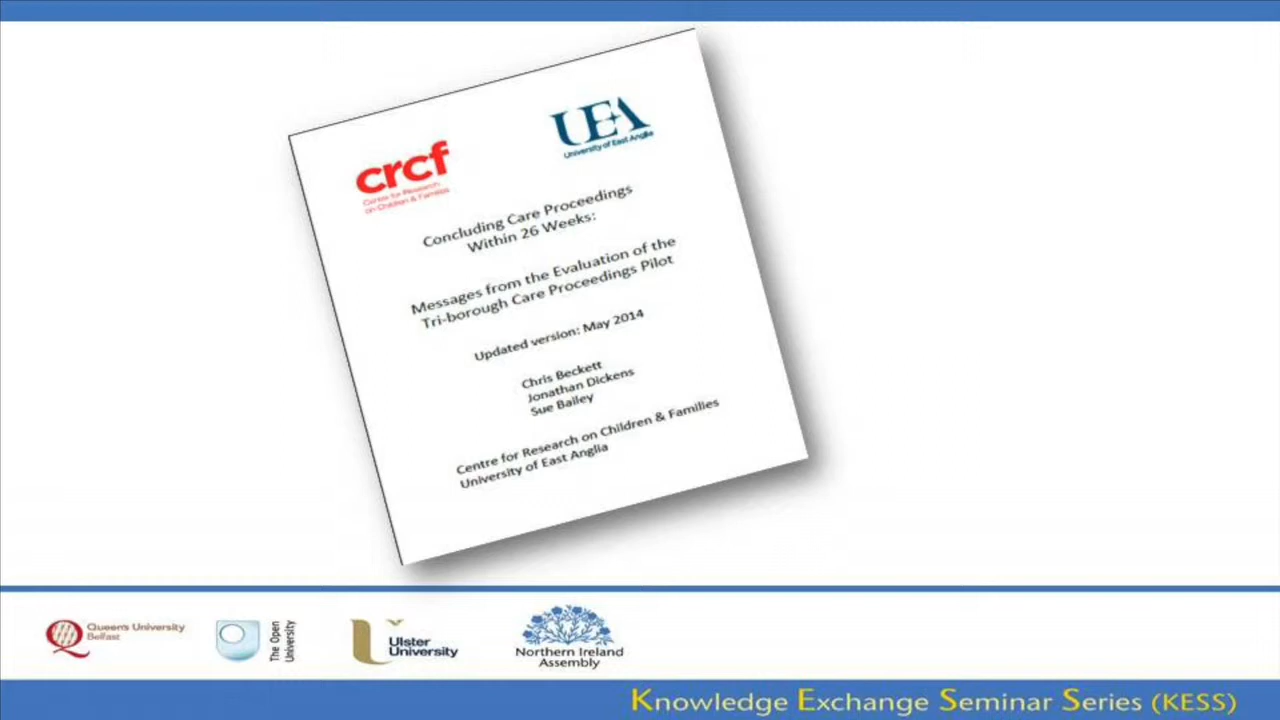 crcf
Centre for Research
on Children & Families
UEA
University of East Anglia
Concluding Care Proceedings
Within 26 Weeks:
Messages from the Evaluation of the
Tri-borough Care Proceedings Pilot
Updated version: May 2014
Chris Beckett
Jonathan Dickens
Sue Bailey
Centre for Research on Children & Families
University of East Anglia
Queen's University
Belfast
The Open
University
Ulster
University
Northern Ireland
Assembly
Knowledge Exchange Seminar Series (KESS)